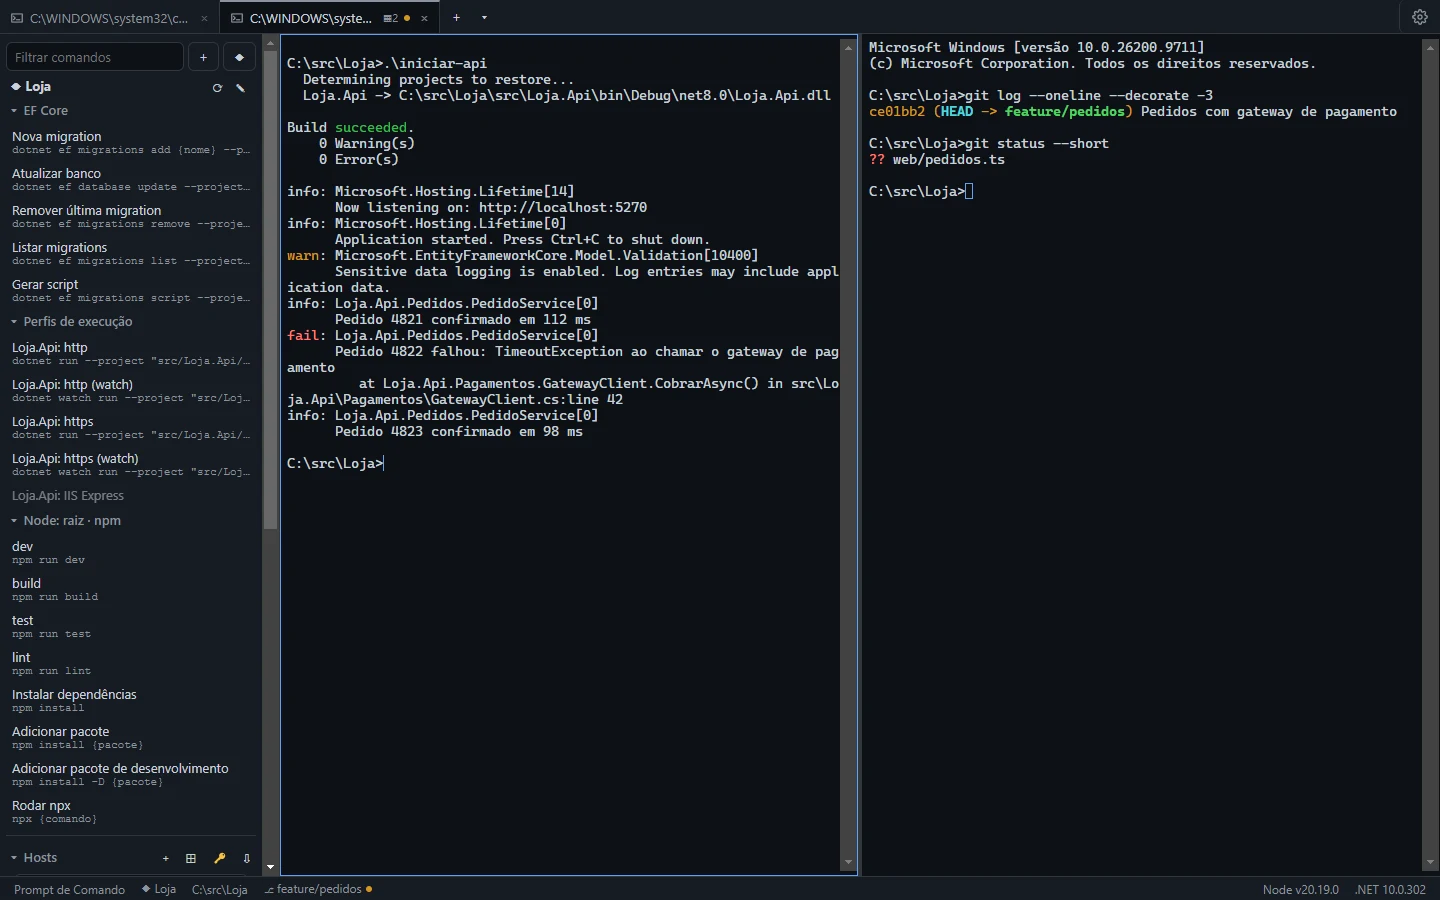 C:\WINDOWS\system32\c...
C:\WINDOWS\syste...
2
Filtrar comandos
Loja
EF Core
Nova migration
dotnet ef migrations add {nome} --p...
Atualizar banco
dotnet ef database update --project...
Remover última migration
dotnet ef migrations remove --proje...
Listar migrations
dotnet ef migrations list --project...
Gerar script
dotnet ef migrations script --proje...
Perfis de execução
Loja.Api: http
dotnet run --project "src/Loja.Api/...
Loja.Api: http (watch)
dotnet watch run --project "src/Loj...
Loja.Api: https
dotnet run --project "src/Loja.Api/...
Loja.Api: https (watch)
dotnet watch run --project "src/Loj...
Loja.Api: IIS Express
Node: raiz · npm
dev
npm run dev
build
npm run build
test
npm run test
lint
npm run lint
Instalar dependências
npm install
Adicionar pacote
npm install {pacote}
Adicionar pacote de desenvolvimento
npm install -D {pacote}
Rodar npx
npx {comando}
Hosts
C:\src\Loja>.\iniciar-api
Determining projects to restore...
Loja.Api -> C:\src\Loja\src\Loja.Api\bin\Debug\net8.0\Loja.Api.dll
Build succeeded.
0 Warning(s)
0 Error(s)
info: Microsoft.Hosting.Lifetime[14]
Now listening on: http://localhost:5270
info: Microsoft.Hosting.Lifetime[0]
Application started. Press Ctrl+C to shut down.
warn: Microsoft.EntityFrameworkCore.Model.Validation[10400]
Sensitive data logging is enabled. Log entries may include appl
ication data.
info: Loja.Api.Pedidos.PedidoService[0]
Pedido 4821 confirmado em 112 ms
fail: Loja.Api.Pedidos.PedidoService[0]
Pedido 4822 falhou: TimeoutException ao chamar o gateway de pag
amento
at Loja.Api.Pagamentos.GatewayClient.CobrarAsync() in src\Lo
ja.Api\Pagamentos\GatewayClient.cs:line 42
info: Loja.Api.Pedidos.PedidoService[0]
Pedido 4823 confirmado em 98 ms
C:\src\Loja>
Microsoft Windows [versão 10.0.26200.9711]
(c) Microsoft Corporation. Todos os direitos reservados.
C:\src\Loja>git log --oneline --decorate -3
ce01bb2 (HEAD -> feature/pedidos) Pedidos com gateway de pagamento
C:\src\Loja>git status --short
?? web/pedidos.ts
C:\src\Loja>
Prompt de Comando
Loja
C:\src\Loja
feature/pedidos
Node v20.19.0
.NET 10.0.302